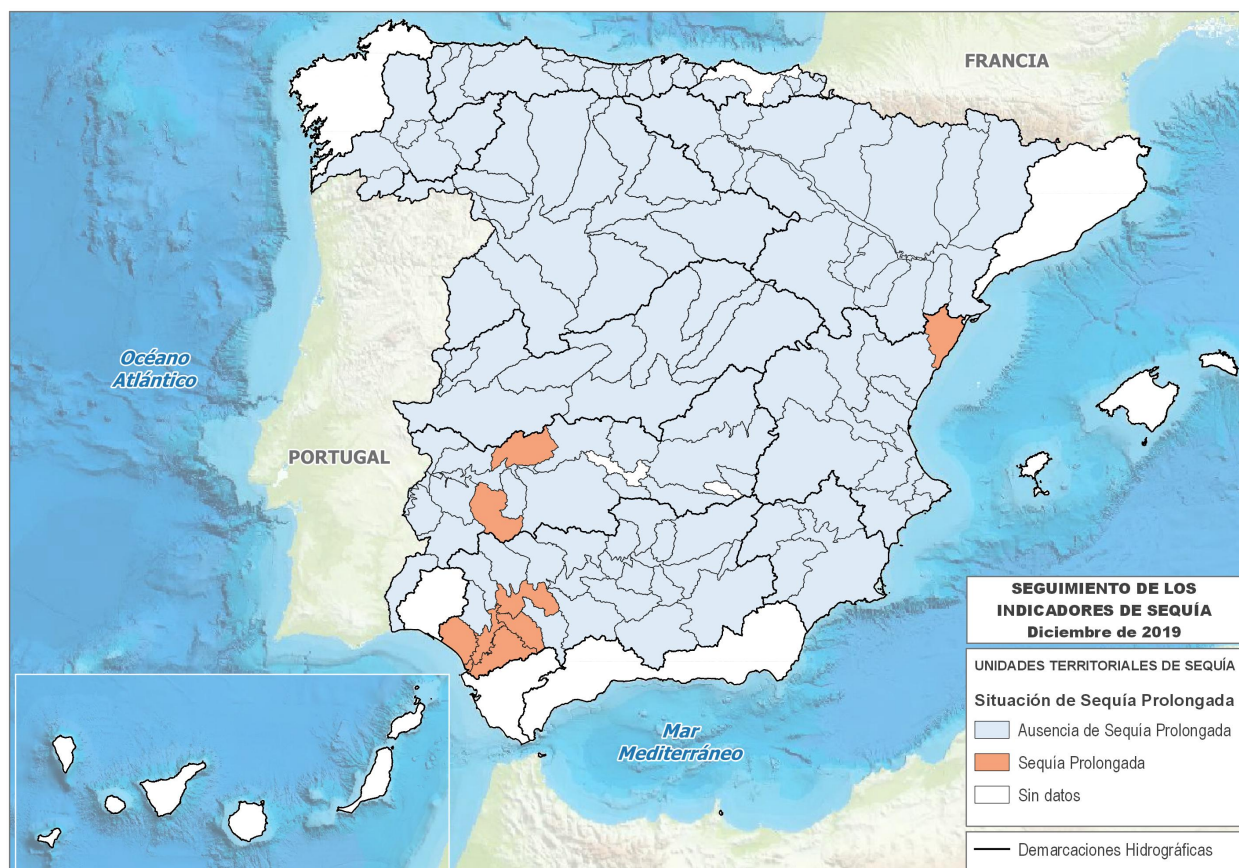 FRANCIA
Océano
Atlántico
PORTUGAL
Mar
Mediterráneo
SEGUIMIENTO DE LOS
INDICADORES DE SEQUÍA
Diciembre de 2019
UNIDADES TERRITORIALES DE SEQUÍA
Situación de Sequía Prolongada
Ausencia de Sequía Prolongada
Sequía Prolongada
Sin datos
Demarcaciones Hidrográficas